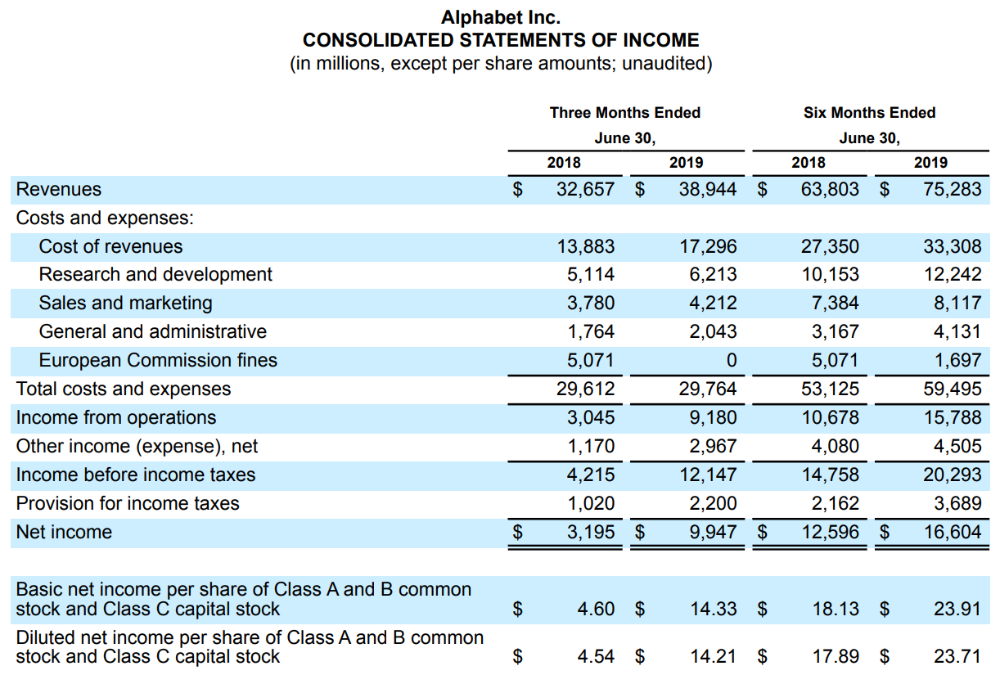 Alphabet Inc.
CONSOLIDATED STATEMENTS OF INCOME
(in millions, except per share amounts; unaudited)
Three Months Ended Six Months Ended
June 30, June 30,
2018 2019 2018 2019
Revenues $ 32,657 $ 38,944 $ 63,803 $ 75,283
Costs and expenses:
Cost of revenues 13,883 17,296 27,350 33,308
Research and development 5,114 6,213 10,153 12,242
Sales and marketing 3,780 4,212 7,384 8,117
General and administrative 1,764 2,043 3,167 4,131
European Commission fines 5,071 0 5,071 1,697
Total costs and expenses 29,612 29,764 53,125 59,495
Income from operations 3,045 9,180 10,678 15,788
Other income (expense), net 1,170 2,967 4,080 4,505
Income before income taxes 4,215 12,147 14,758 20,293
Provision for income taxes 1,020 2,200 2,162 3,689
Net income $ 3,195 $ 9,947 $ 12,596 $ 16,604
Basic net income per share of Class A and B common
stock and Class C capital stock $ 4.60 $ 14.33 $ 18.13 $ 23.91
Diluted net income per share of Class A and B common
stock and Class C capital stock $ 4.54 $ 14.21 $ 17.89 $ 23.71